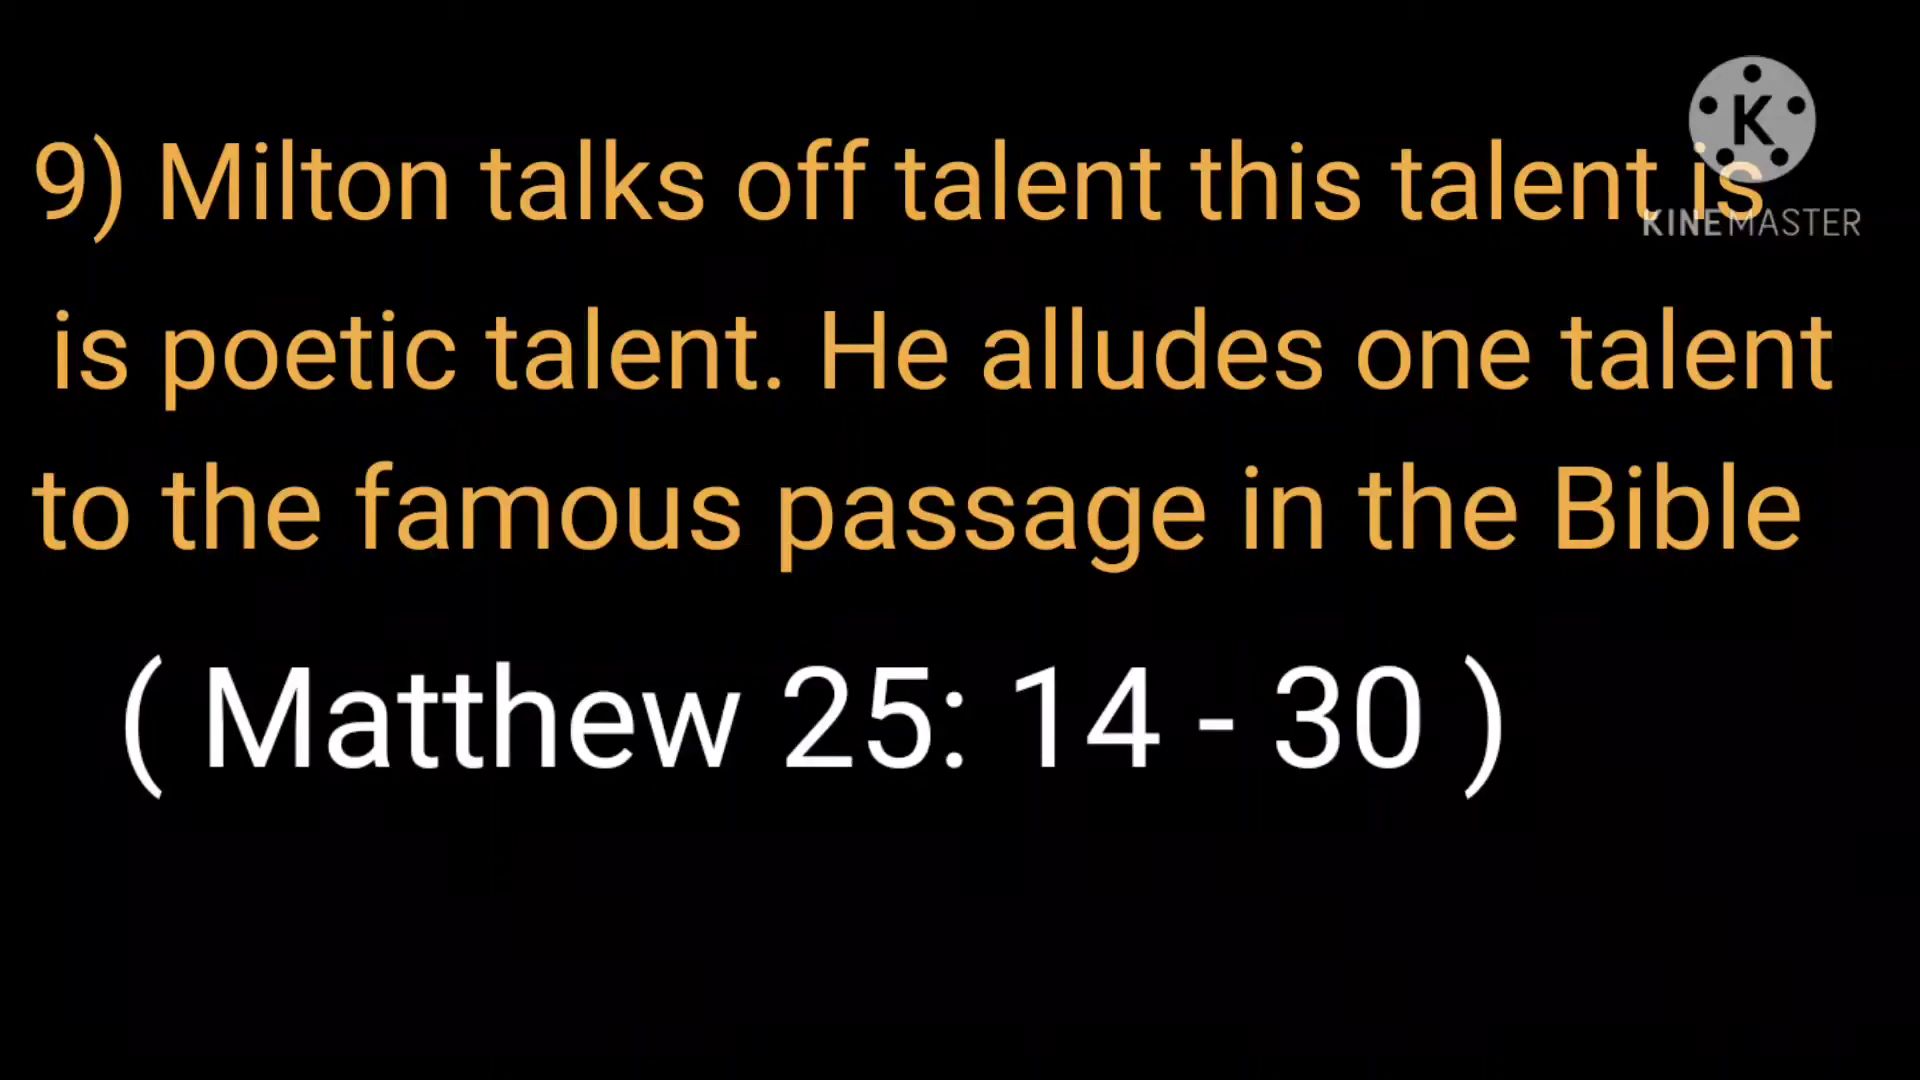 9) Milton talks off talent this talent is
is poetic talent. He alludes one talent
to the famous passage in the Bible
( Matthew 25: 14 - 30 )
K
KINEMASTER